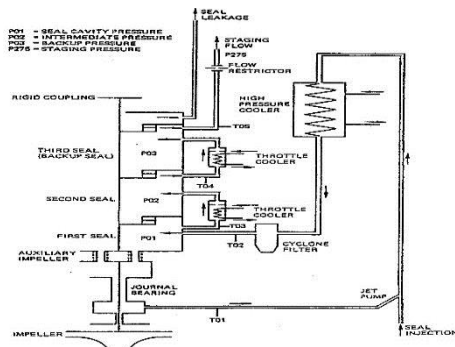 P01 = SEAL CAVITY PRESSURE
P02 = INTERMEDIATE PRESSURE
P03 = BACKUP PRESSURE
P275 = STAGING PRESSURE
SEAL
LEAKAGE
STAGING
FLOW
P275
FLOW
RESTRICTOR
RIGID COUPLING
HIGH
PRESSURE
COOLER
T05
THIRD SEAL
(BACKUP SEAL)
P03
THROTTLE
COOLER
T04
SECOND SEAL
P02
THROTTLE
COOLER
T03
FIRST SEAL
P01
T02
CYCLONE
FILTER
AUXILIARY
IMPELLER
JOURNAL
BEARING
JET
PUMP
T01
IMPELLER
SEAL
INJECTION